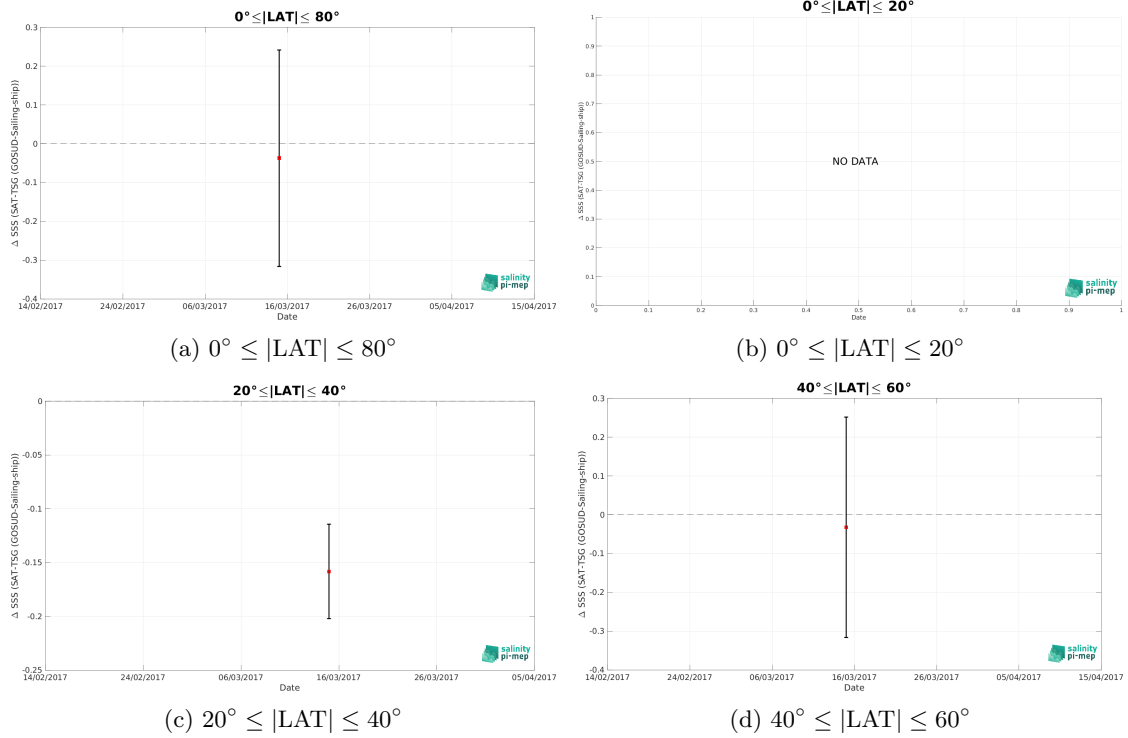 0°≤|LAT|≤ 80°
0.3
0.2
0.1
0
-0.1
-0.2
-0.3
-0.4
Δ SSS (SAT-TSG (GOSUD-Sailing-ship))
14/02/2017 24/02/2017 06/03/2017 16/03/2017 26/03/2017 05/04/2017 15/04/2017
Date
salinity
pi-mep
(a) 0° ≤ |LAT| ≤ 80°
0°≤|LAT|≤ 20°
1
0.9
0.8
0.7
0.6
0.5
0.4
0.3
0.2
0.1
0
Δ SSS (SAT-TSG (GOSUD-Sailing-ship))
NO DATA
0 0.1 0.2 0.3 0.4 0.5 0.6 0.7 0.8 0.9 1
Date
salinity
pi-mep
(b) 0° ≤ |LAT| ≤ 20°
20°≤|LAT|≤ 40°
0
-0.05
-0.1
-0.15
-0.2
-0.25
Δ SSS (SAT-TSG (GOSUD-Sailing-ship))
14/02/2017 24/02/2017 06/03/2017 16/03/2017 26/03/2017 05/04/2017
Date
salinity
pi-mep
(c) 20° ≤ |LAT| ≤ 40°
40°≤|LAT|≤ 60°
0.3
0.2
0.1
0
-0.1
-0.2
-0.3
-0.4
Δ SSS (SAT-TSG (GOSUD-Sailing-ship))
14/02/2017 24/02/2017 06/03/2017 16/03/2017 26/03/2017 05/04/2017 15/04/2017
Date
salinity
pi-mep
(d) 40° ≤ |LAT| ≤ 60°